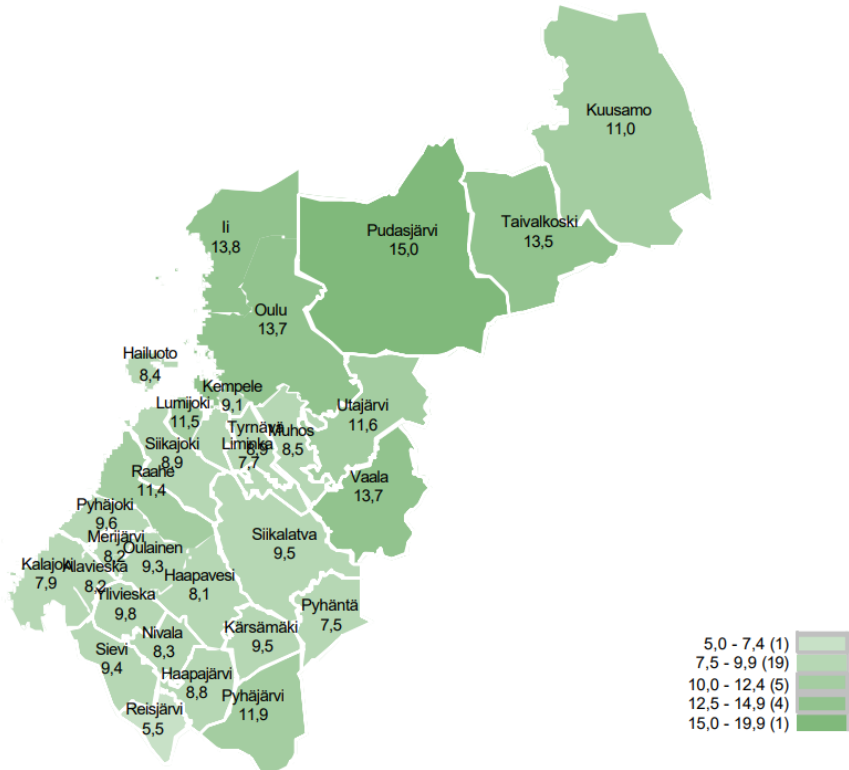 Kuusamo
11,0
Taivalkoski
13,5
Pudasjärvi
15,0
Ii
13,8
Oulu
13,7
Hailuoto
8,4
Kempele
9,1
Lumijoki
11,5
Utajärvi
11,6
Tyrnävä
8,9
Muhos
8,5
Liminka
7,7
Siikajoki
8,9
Raahe
11,4
Vaala
13,7
Pyhäjoki
9,6
Siikalatva
9,5
Merijärvi
8,2
Oulainen
9,3
Kalajoki
7,9
Alavieska
8,2
Haapavesi
8,1
Ylivieska
9,8
Pyhäntä
7,5
Kärsämäki
9,5
Nivala
8,3
Sievi
9,4
Haapajärvi
8,8
Pyhäjärvi
11,9
Reisjärvi
5,5
5,0 - 7,4 (1)
7,5 - 9,9 (19)
10,0 - 12,4 (5)
12,5 - 14,9 (4)
15,0 - 19,9 (1)